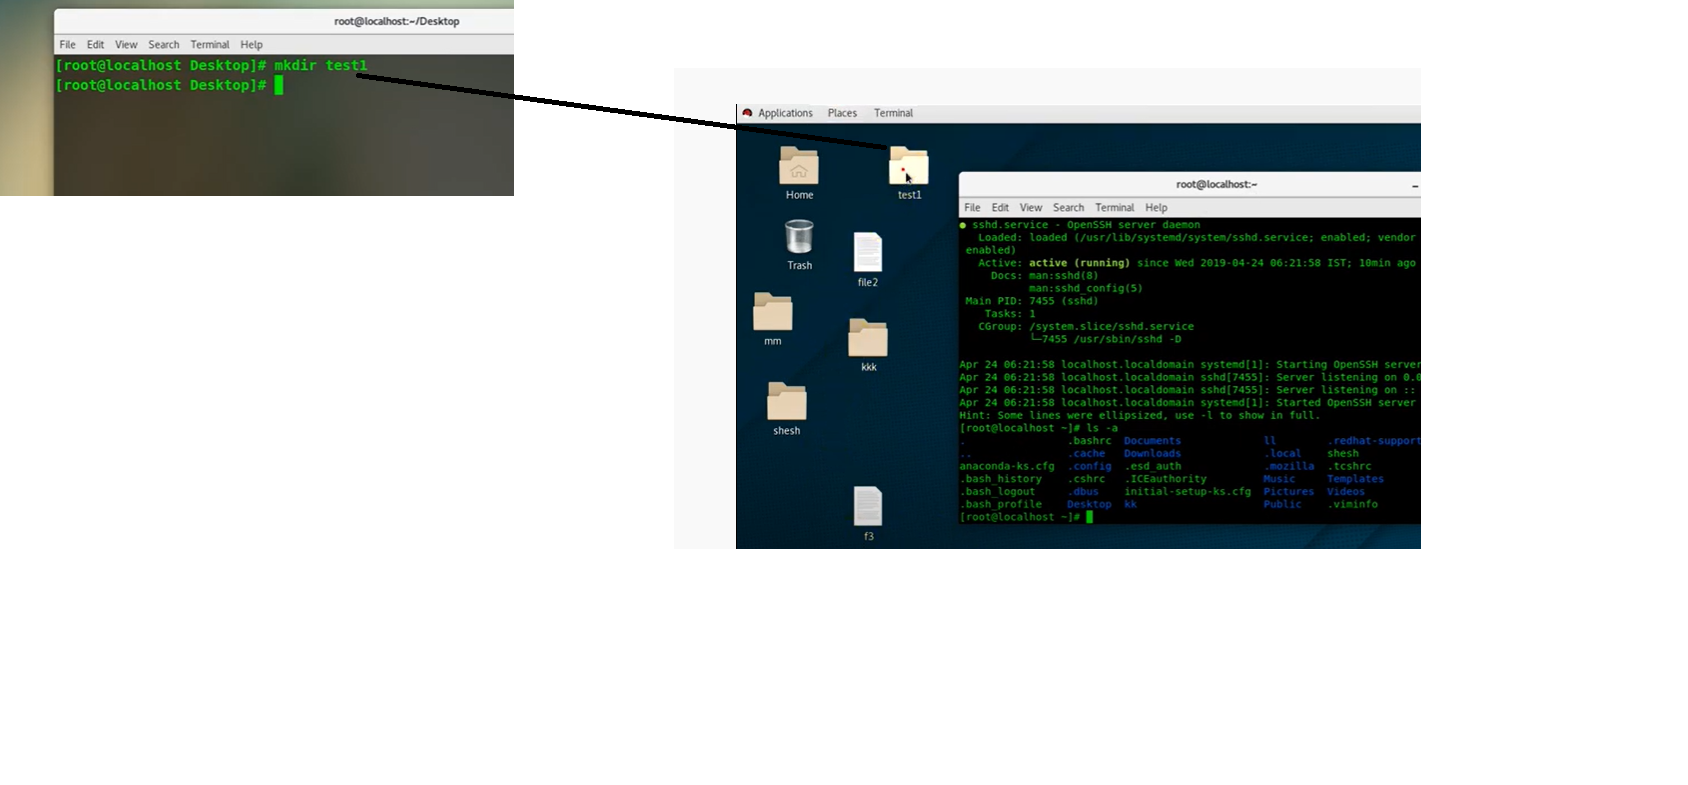 root@localhost:~/Desktop
File Edit View Search Terminal Help
[root@localhost Desktop]# mkdir test1
[root@localhost Desktop]#
Applications Places Terminal
Home
test1
Trash
file2
mm
kkk
shesh
f3
root@localhost:~
File Edit View Search Terminal Help
● sshd.service - OpenSSH server daemon
Loaded: loaded (/usr/lib/systemd/system/sshd.service; enabled; vendor
enabled)
Active: active (running) since Wed 2019-04-24 06:21:58 IST; 10min ago
Docs: man:sshd(8)
man:sshd_config(5)
Main PID: 7455 (sshd)
Tasks: 1
CGroup: /system.slice/sshd.service
└─7455 /usr/sbin/sshd -D
Apr 24 06:21:58 localhost.localdomain systemd[1]: Starting OpenSSH server
Apr 24 06:21:58 localhost.localdomain sshd[7455]: Server listening on 0.0
Apr 24 06:21:58 localhost.localdomain sshd[7455]: Server listening on ::
Apr 24 06:21:58 localhost.localdomain systemd[1]: Started OpenSSH server
Hint: Some lines were ellipsized, use -l to show in full.
[root@localhost ~]# ls -a
. .bashrc Documents ll .redhat-support
.. .cache Downloads .local shesh
anaconda-ks.cfg .config .esd_auth .mozilla .tcshrc
.bash_history .cshrc .ICEauthority Music Templates
.bash_logout .dbus initial-setup-ks.cfg Pictures Videos
.bash_profile Desktop kk Public .viminfo
[root@localhost ~]#